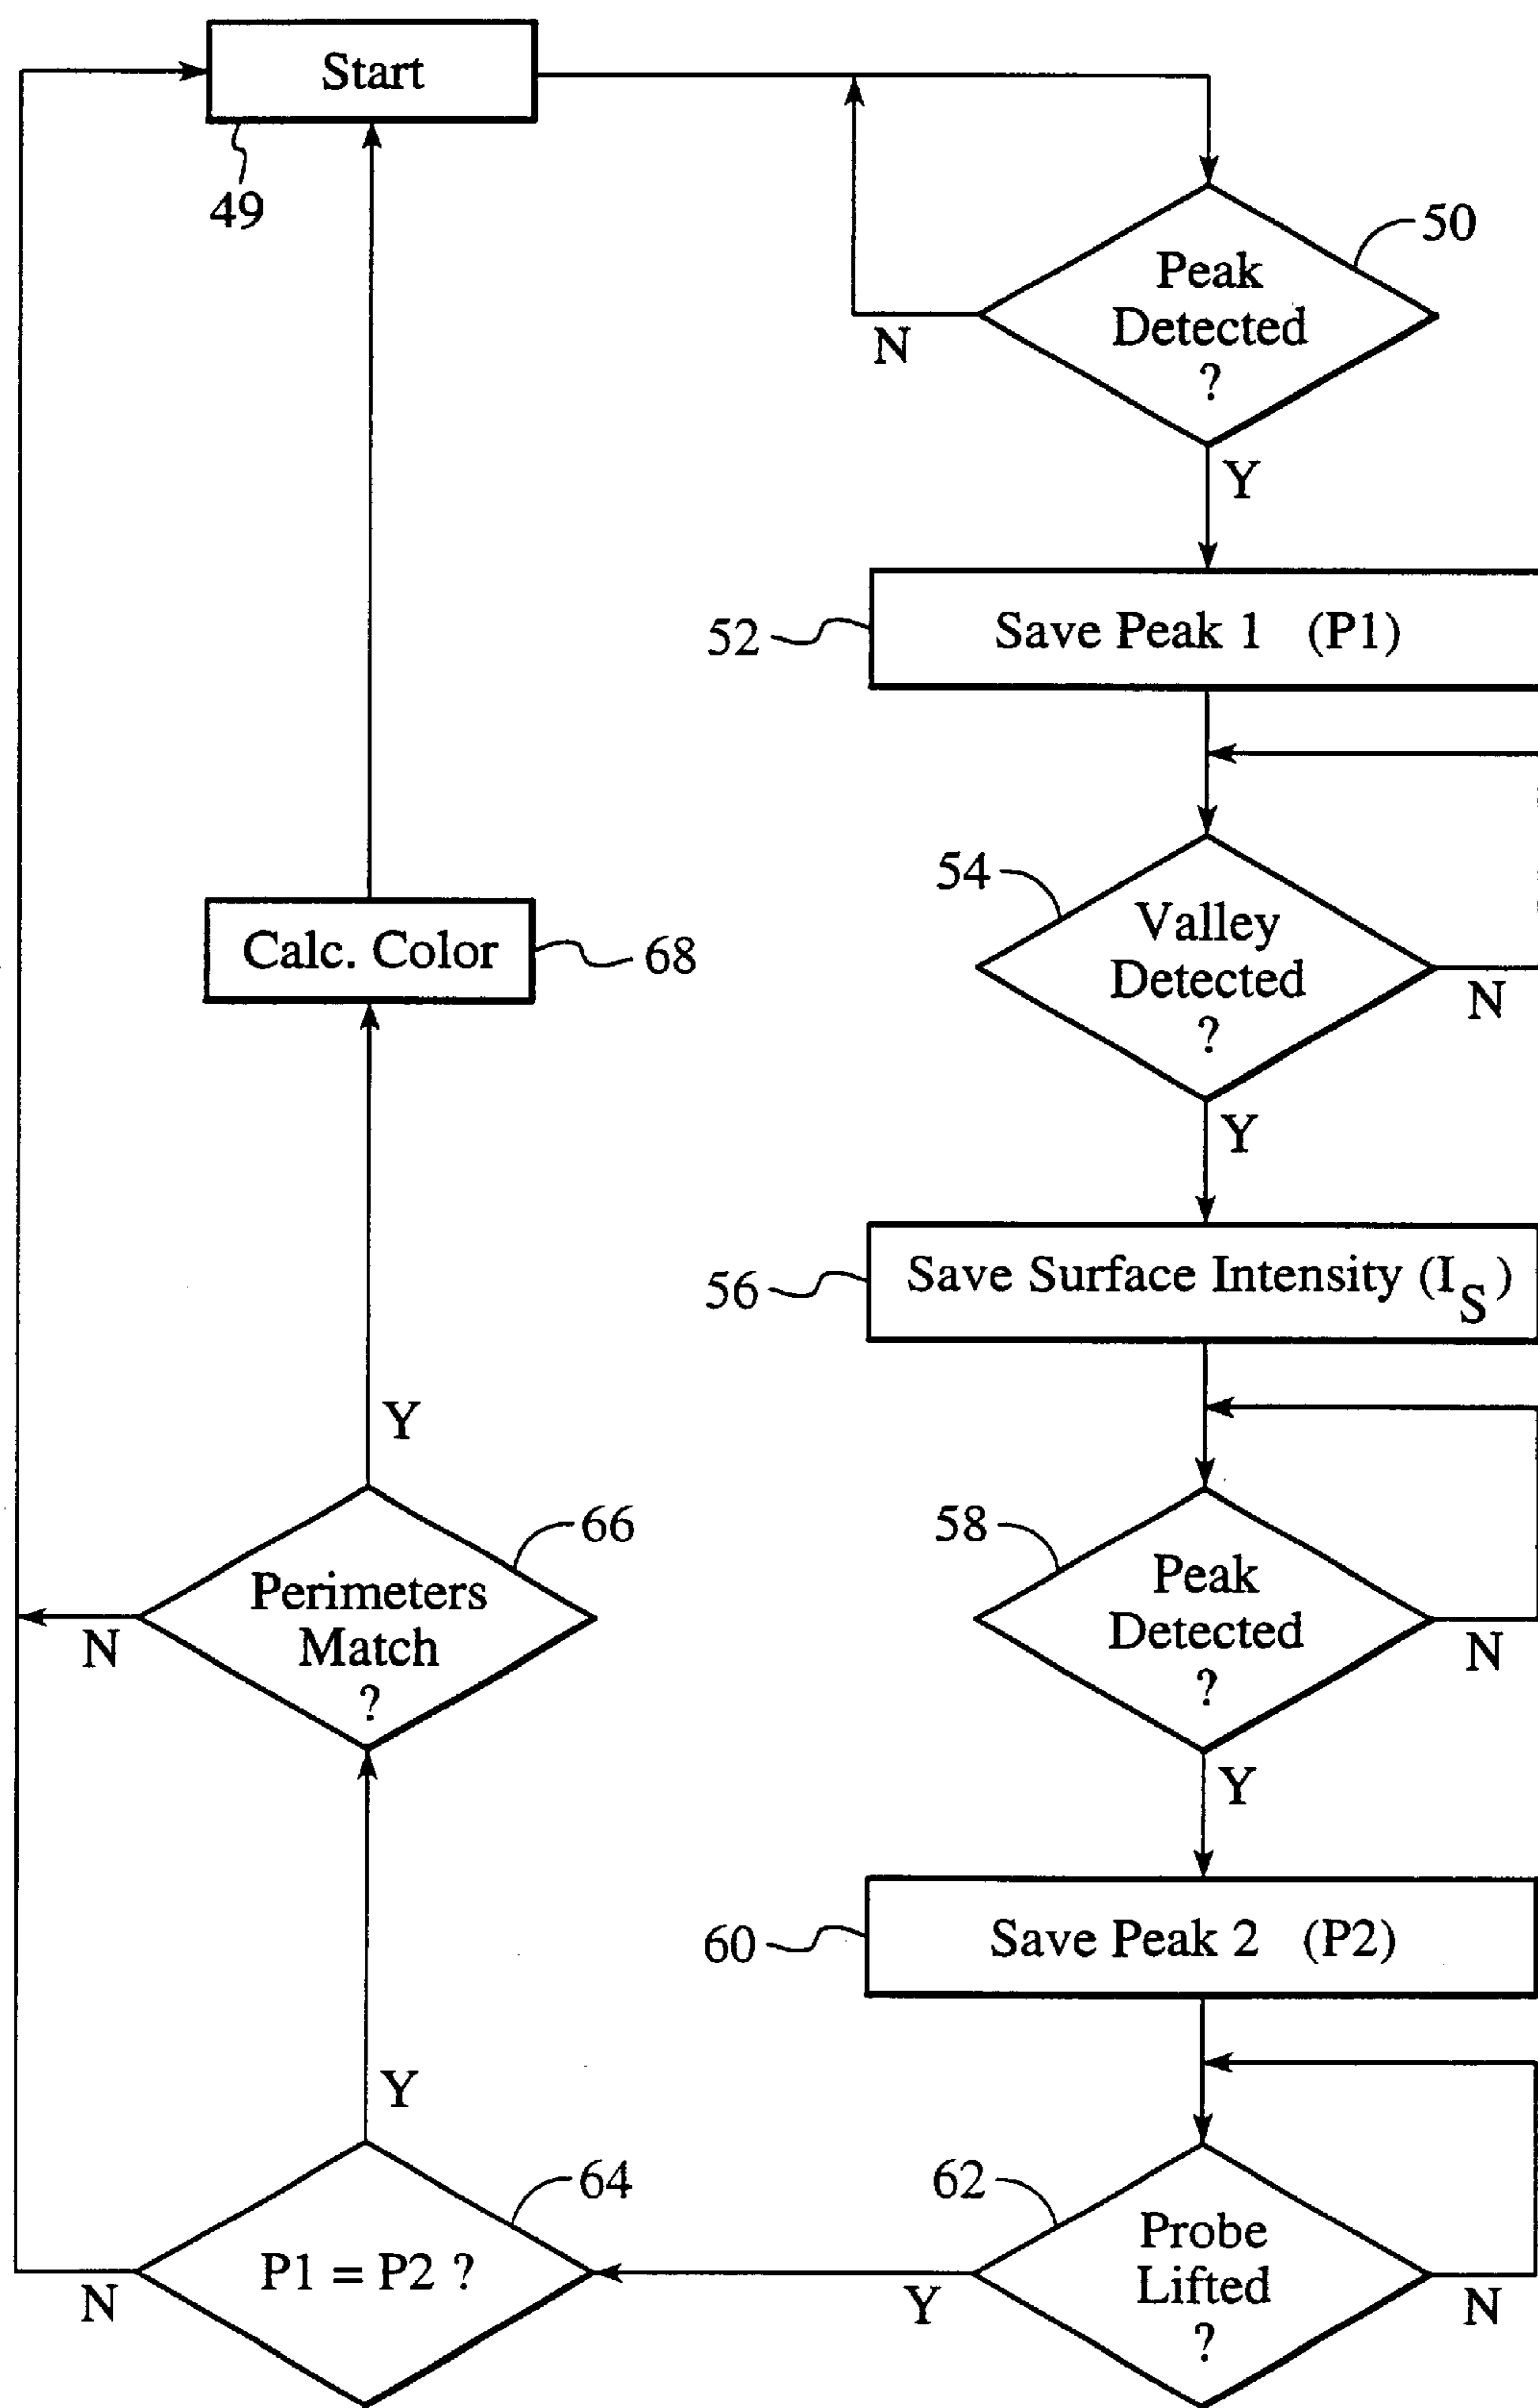 Start
49
50
Peak
Detected
?
N
Y
52
Save Peak 1 (P1)
54
Valley
Detected
?
N
Y
56
Save Surface Intensity (IS)
58
Peak
Detected
?
N
Y
60
Save Peak 2 (P2)
62
Probe
Lifted
?
N
Y
64
P1 = P2 ?
N
Y
66
Perimeters
Match
?
N
Y
Calc. Color
68